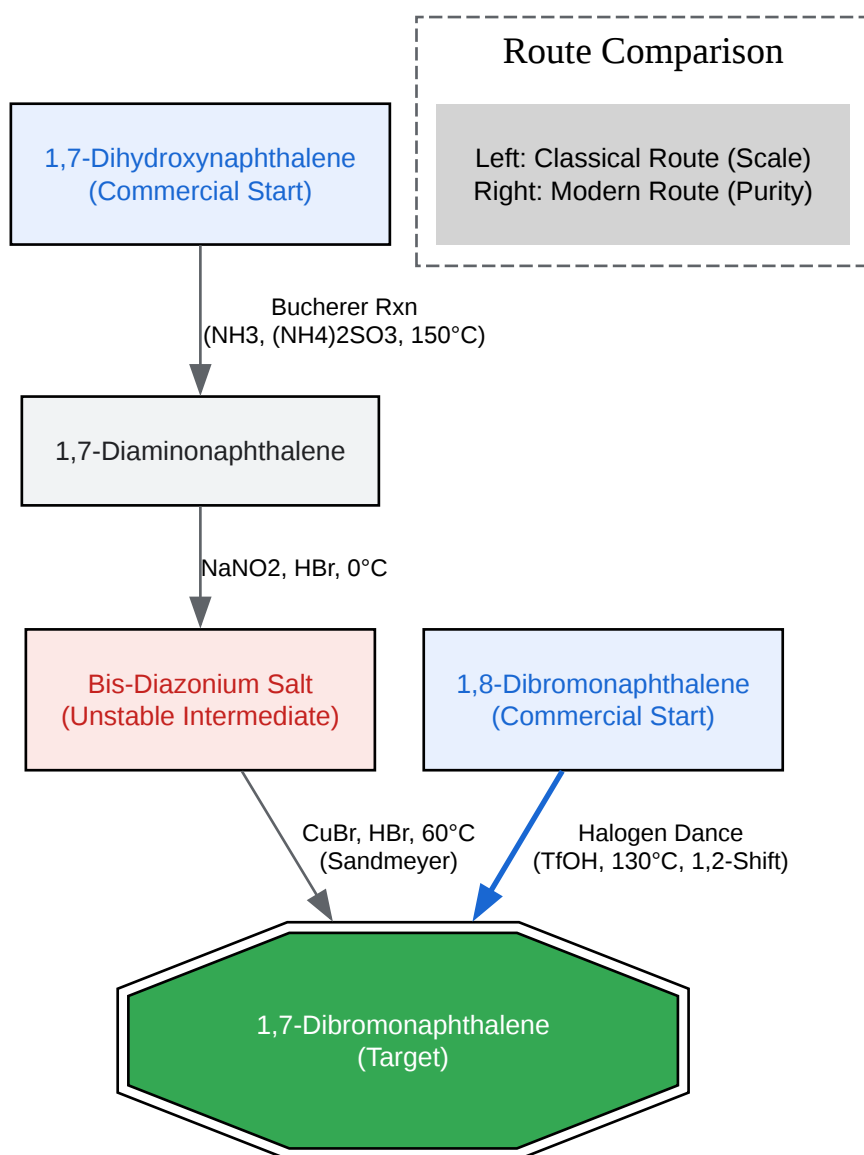 Route Comparison
Left: Classical Route (Scale)
Right: Modern Route (Purity)
1,7-Dihydroxynaphthalene
(Commercial Start)
Bucherer Rxn
(NH3, (NH4)2SO3, 150°C)
1,7-Diaminonaphthalene
NaNO2, HBr, 0°C
Bis-Diazonium Salt
(Unstable Intermediate)
1,8-Dibromonaphthalene
(Commercial Start)
CuBr, HBr, 60°C
(Sandmeyer)
Halogen Dance
(TfOH, 130°C, 1,2-Shift)
1,7-Dibromonaphthalene
(Target)